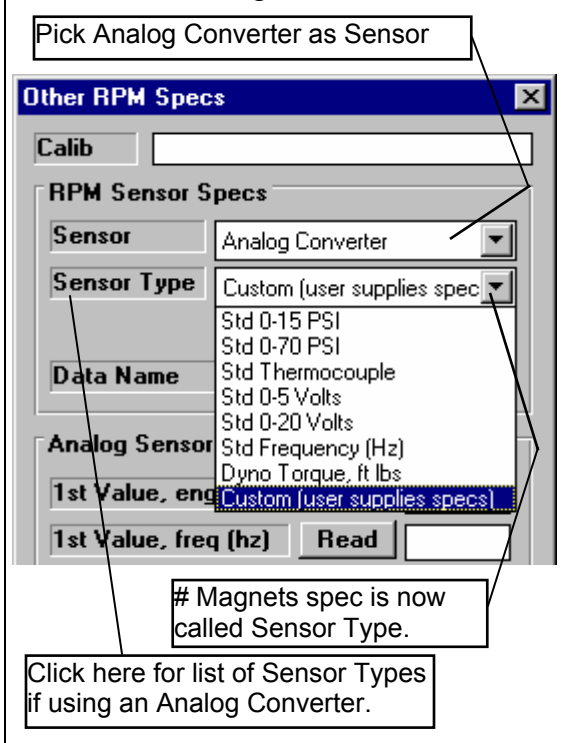 Pick Analog Converter as Sensor
Other RPM Specs
Calib
RPM Sensor Specs
Sensor
Analog Converter
Sensor Type
Custom (user supplies spec
Std 0-15 PSI
Std 0-70 PSI
Std Thermocouple
Data Name
Std 0-5 Volts
Std 0-20 Volts
Analog Sensor
Std Frequency (Hz)
Dyno Torque, ft lbs
1st Value, eng
Custom (user supplies specs)
1st Value, freq (hz)
Read
# Magnets spec is now
called Sensor Type.
Click here for list of Sensor Types
if using an Analog Converter.